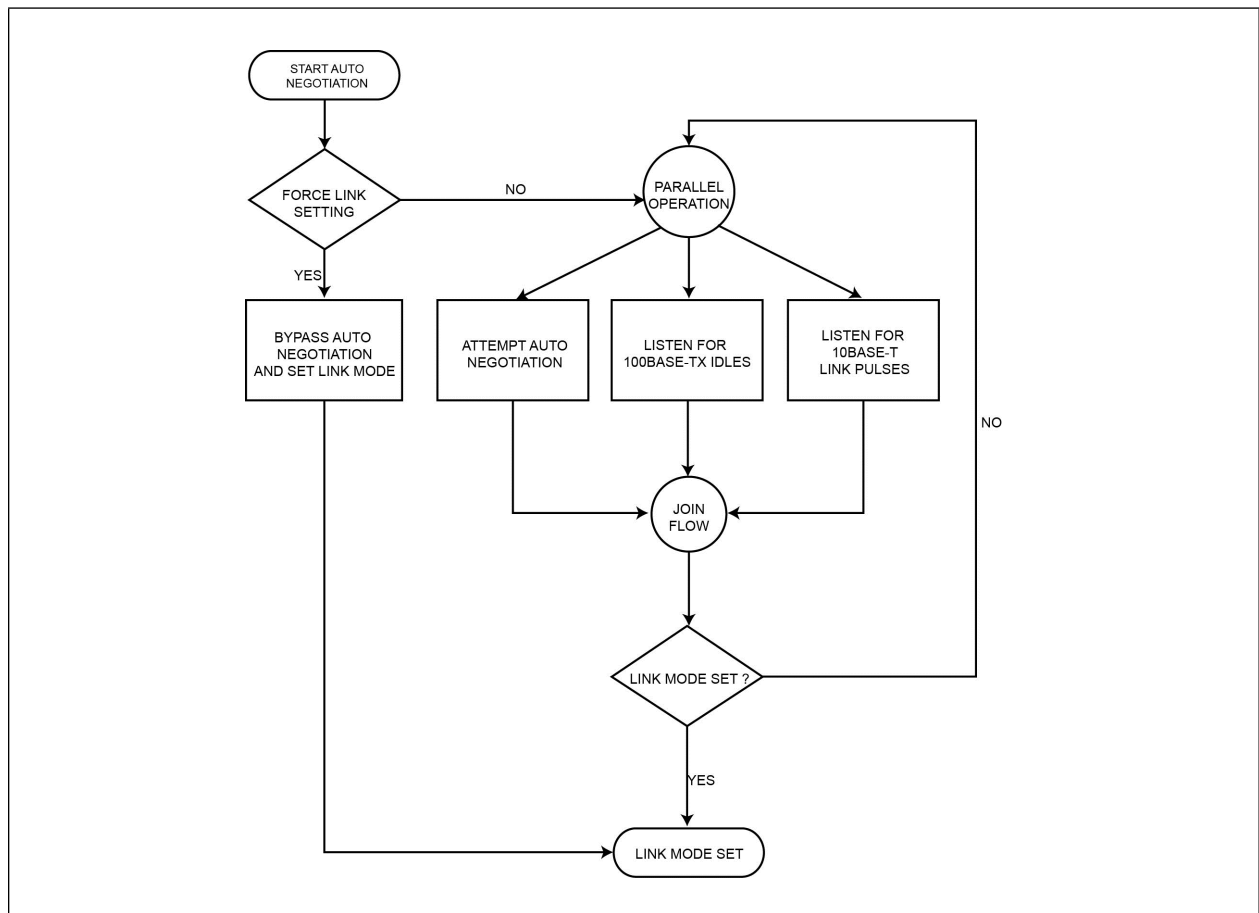 START AUTO
NEGOTIATION
FORCE LINK
SETTING
NO
PARALLEL
OPERATION
YES
BYPASS AUTO
NEGOTIATION
AND SET LINK MODE
ATTEMPT AUTO
NEGOTIATION
LISTEN FOR
100BASE-TX IDLES
LISTEN FOR
10BASE-T
LINK PULSES
NO
JOIN
FLOW
LINK MODE SET ?
YES
LINK MODE SET